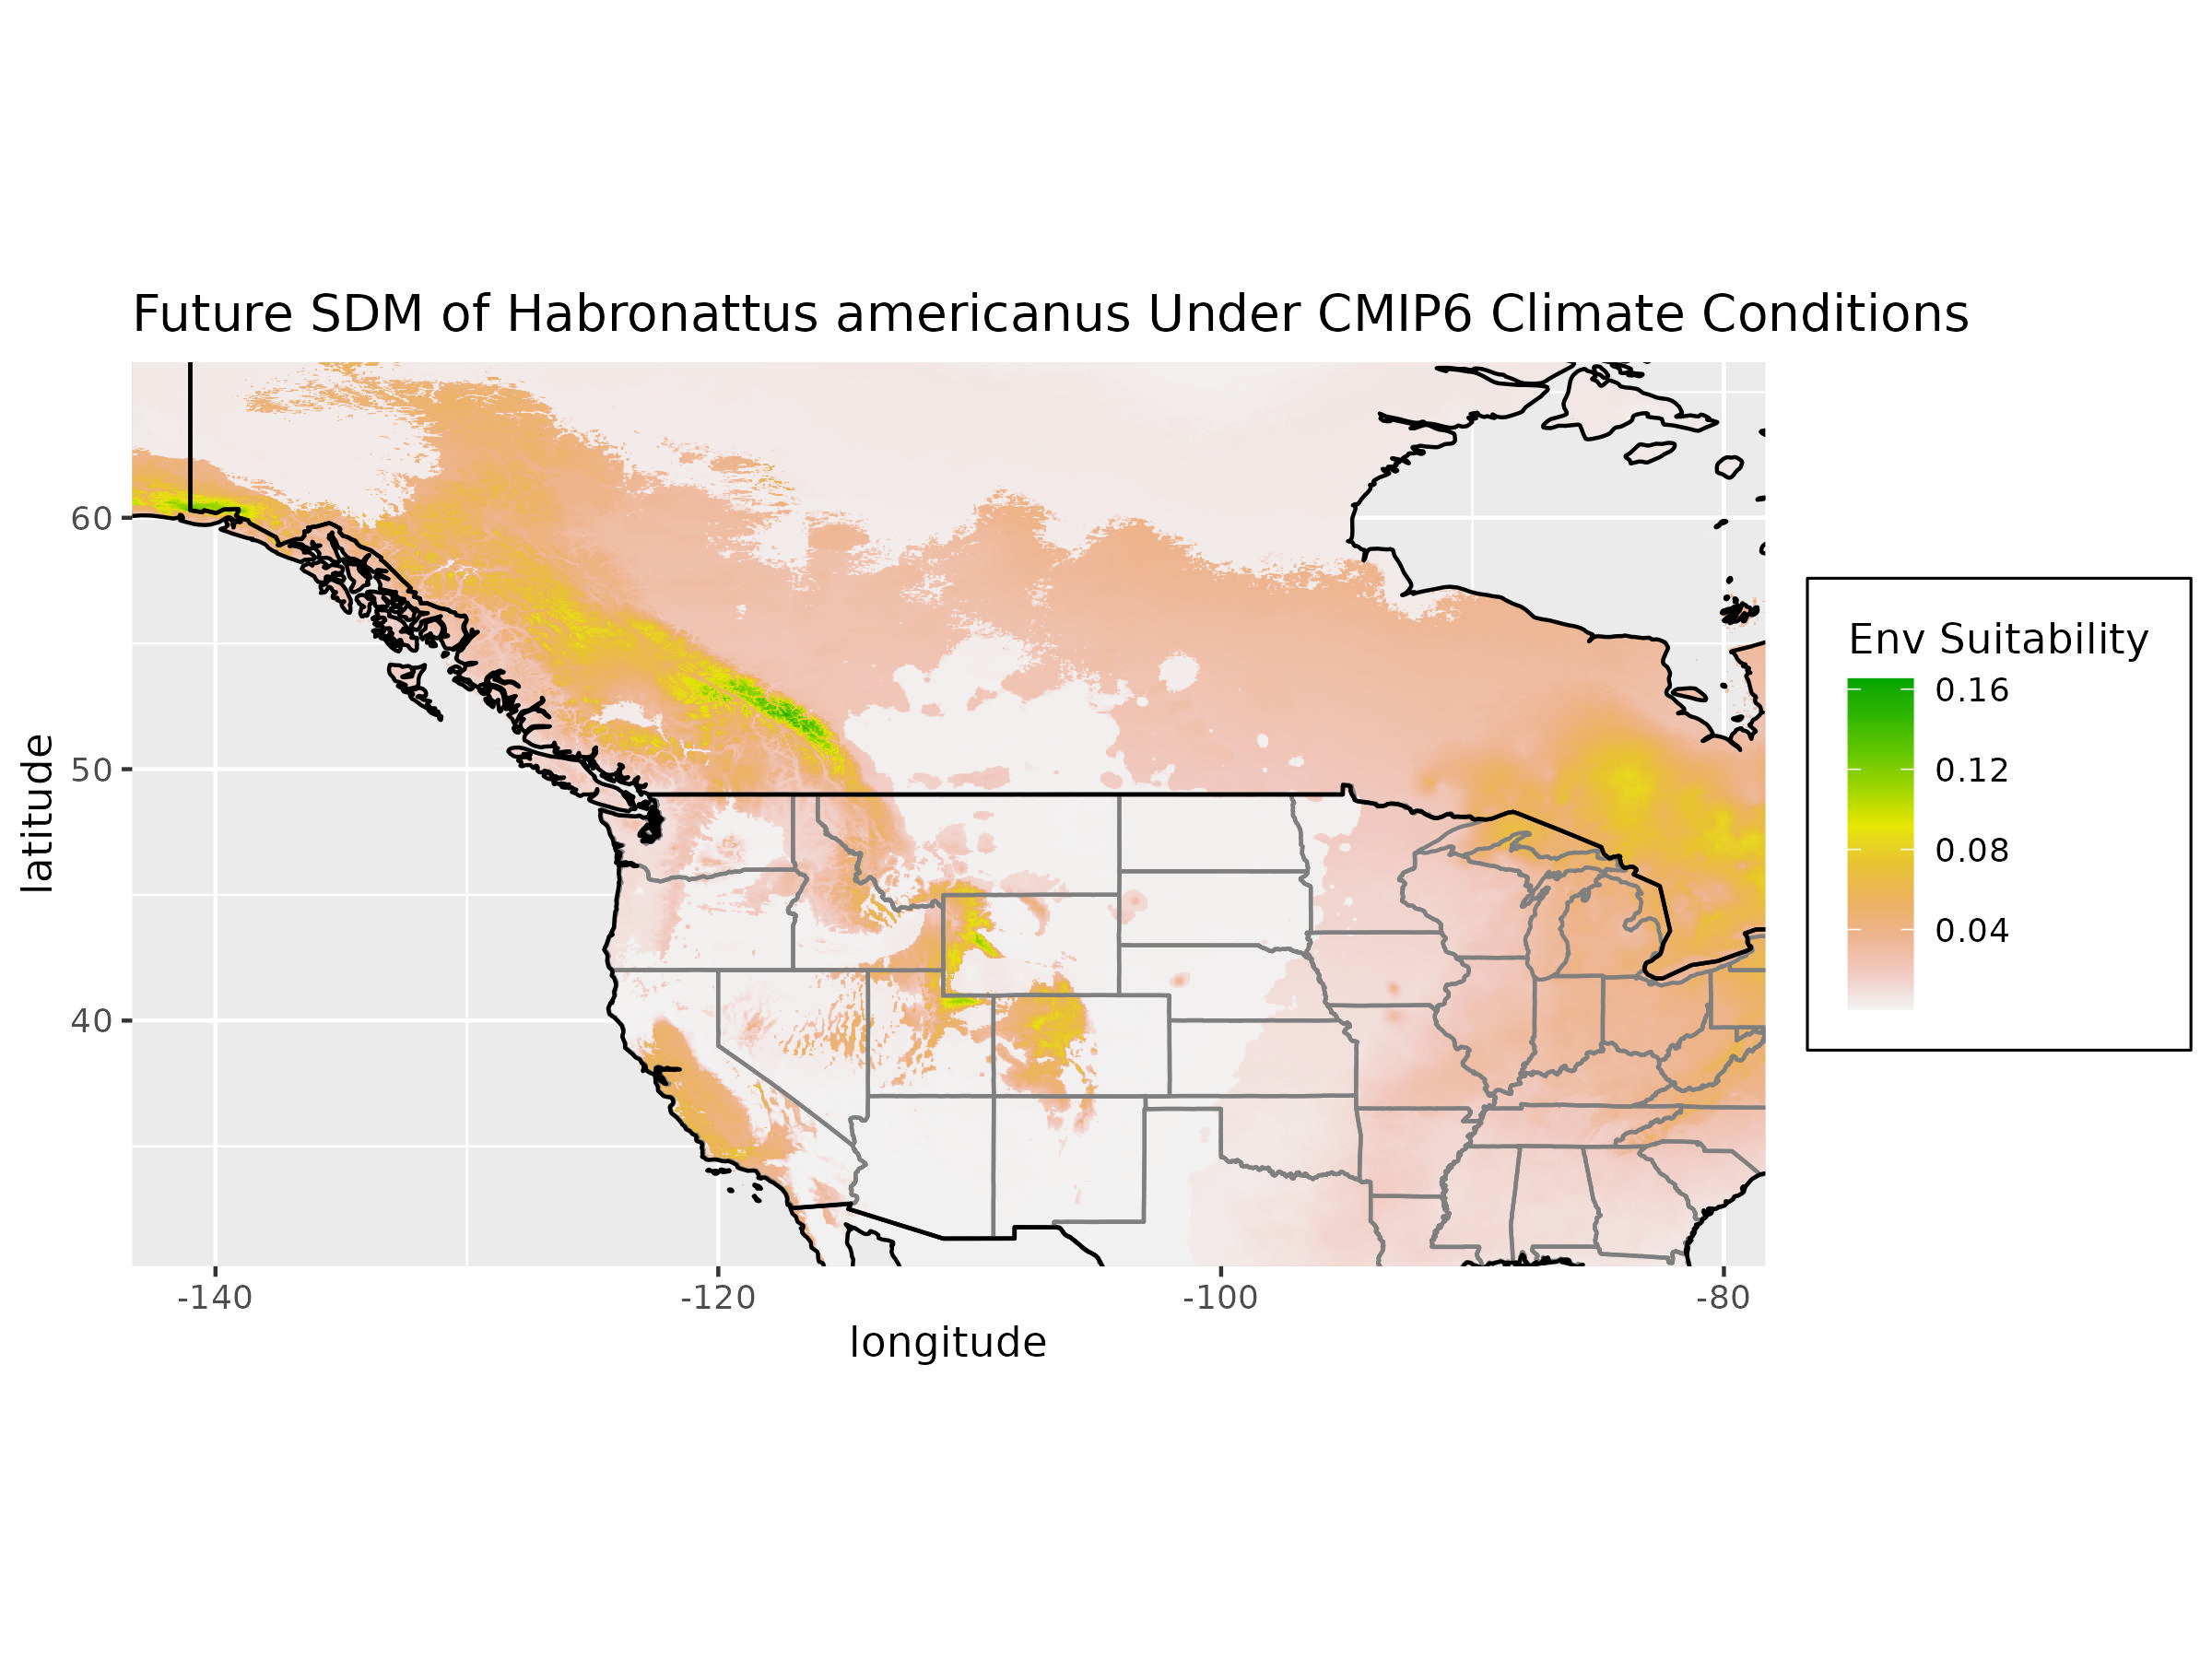 Future SDM of Habronattus americanus Under CMIP6 Climate Conditions
60
50
40
latitude
-140
-120
-100
-80
longitude
Env Suitability
0.16
0.12
0.08
0.04